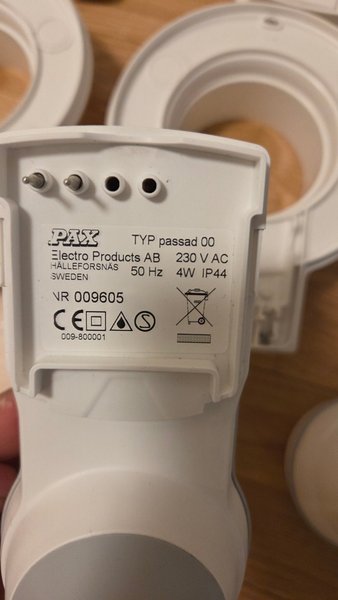 PAX TYP passad 00
Electro Products AB 230 V AC
HÄLLEFORSNÄS 50 Hz 4W IP44
SWEDEN
NR 009605
CE S
009-800001